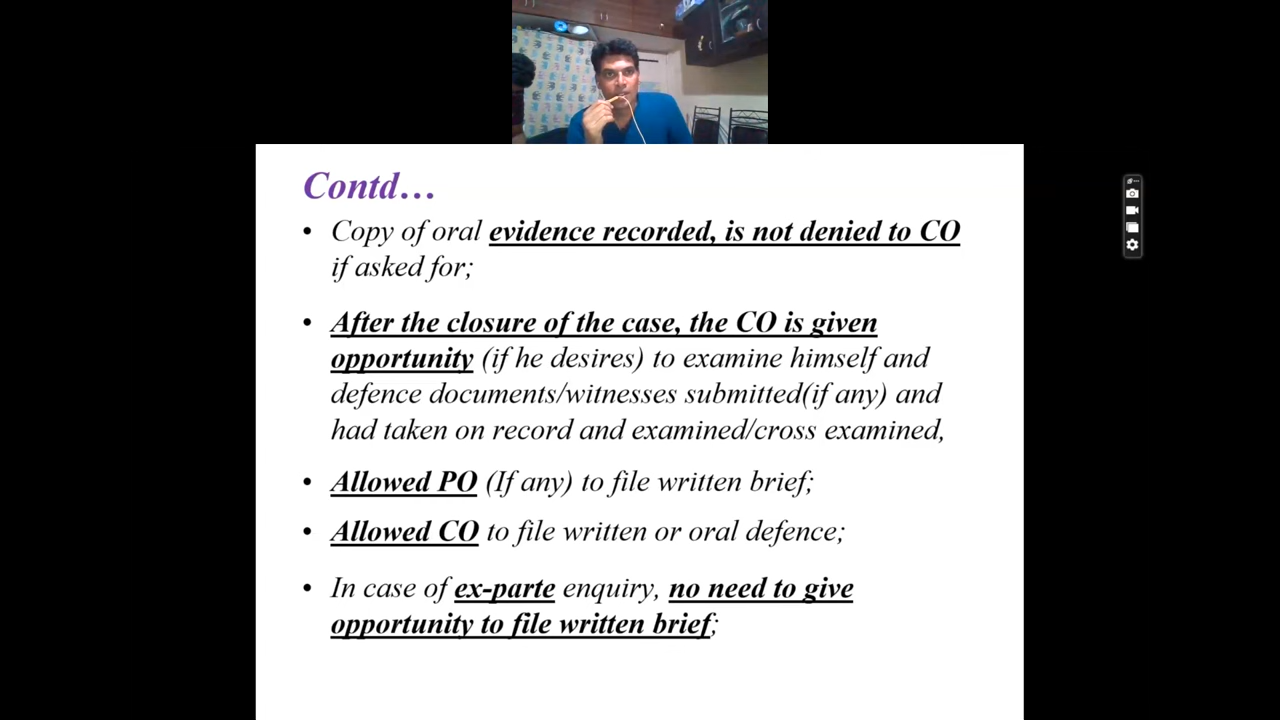 Contd…
• Copy of oral evidence recorded, is not denied to CO
if asked for;
• After the closure of the case, the CO is given
opportunity (if he desires) to examine himself and
defence documents/witnesses submitted(if any) and
had taken on record and examined/cross examined,
• Allowed PO (If any) to file written brief;
• Allowed CO to file written or oral defence;
• In case of ex-parte enquiry, no need to give
opportunity to file written brief;